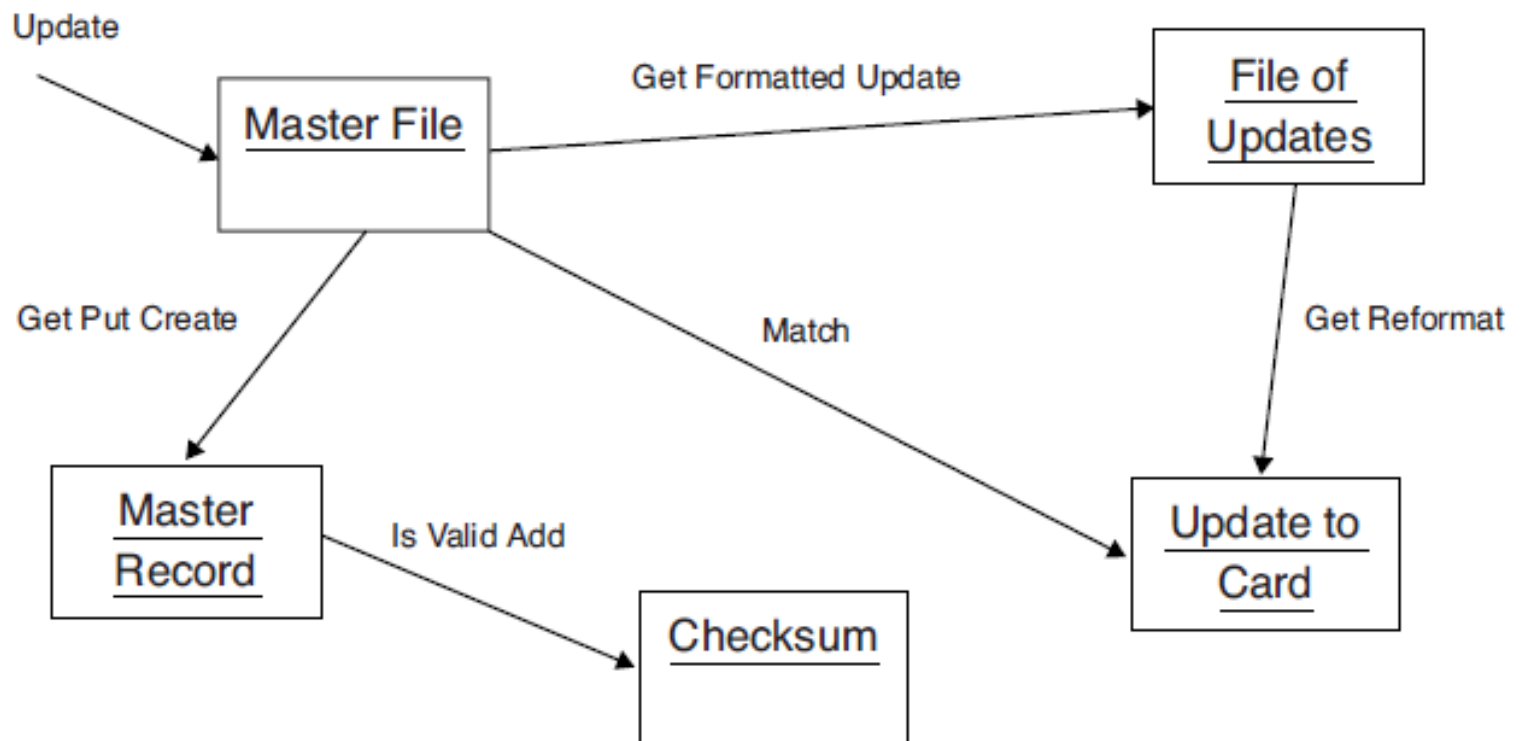 Update
Get Formatted Update
File of
Updates
Master File
Get Put Create
Match
Get Reformat
Master
Record
Is Valid Add
Update to
Card
Checksum